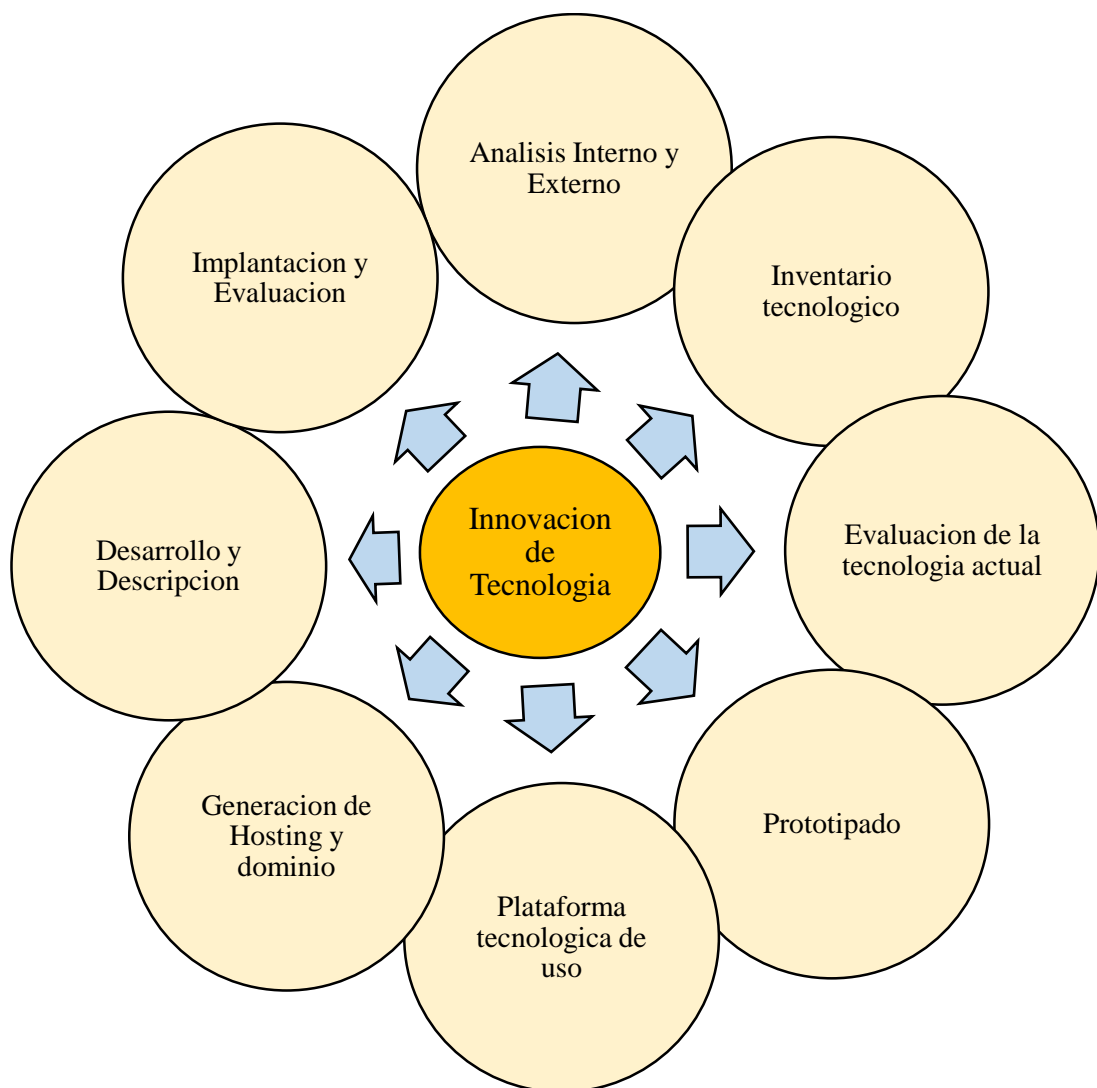 Analisis Interno y
Externo
Inventario
tecnologico
Evaluacion de la
tecnologia actual
Prototipado
Plataforma
tecnologica de
uso
Generacion de
Hosting y
dominio
Desarrollo y
Descripcion
Implantacion y
Evaluacion
Innovacion
de
Tecnologia